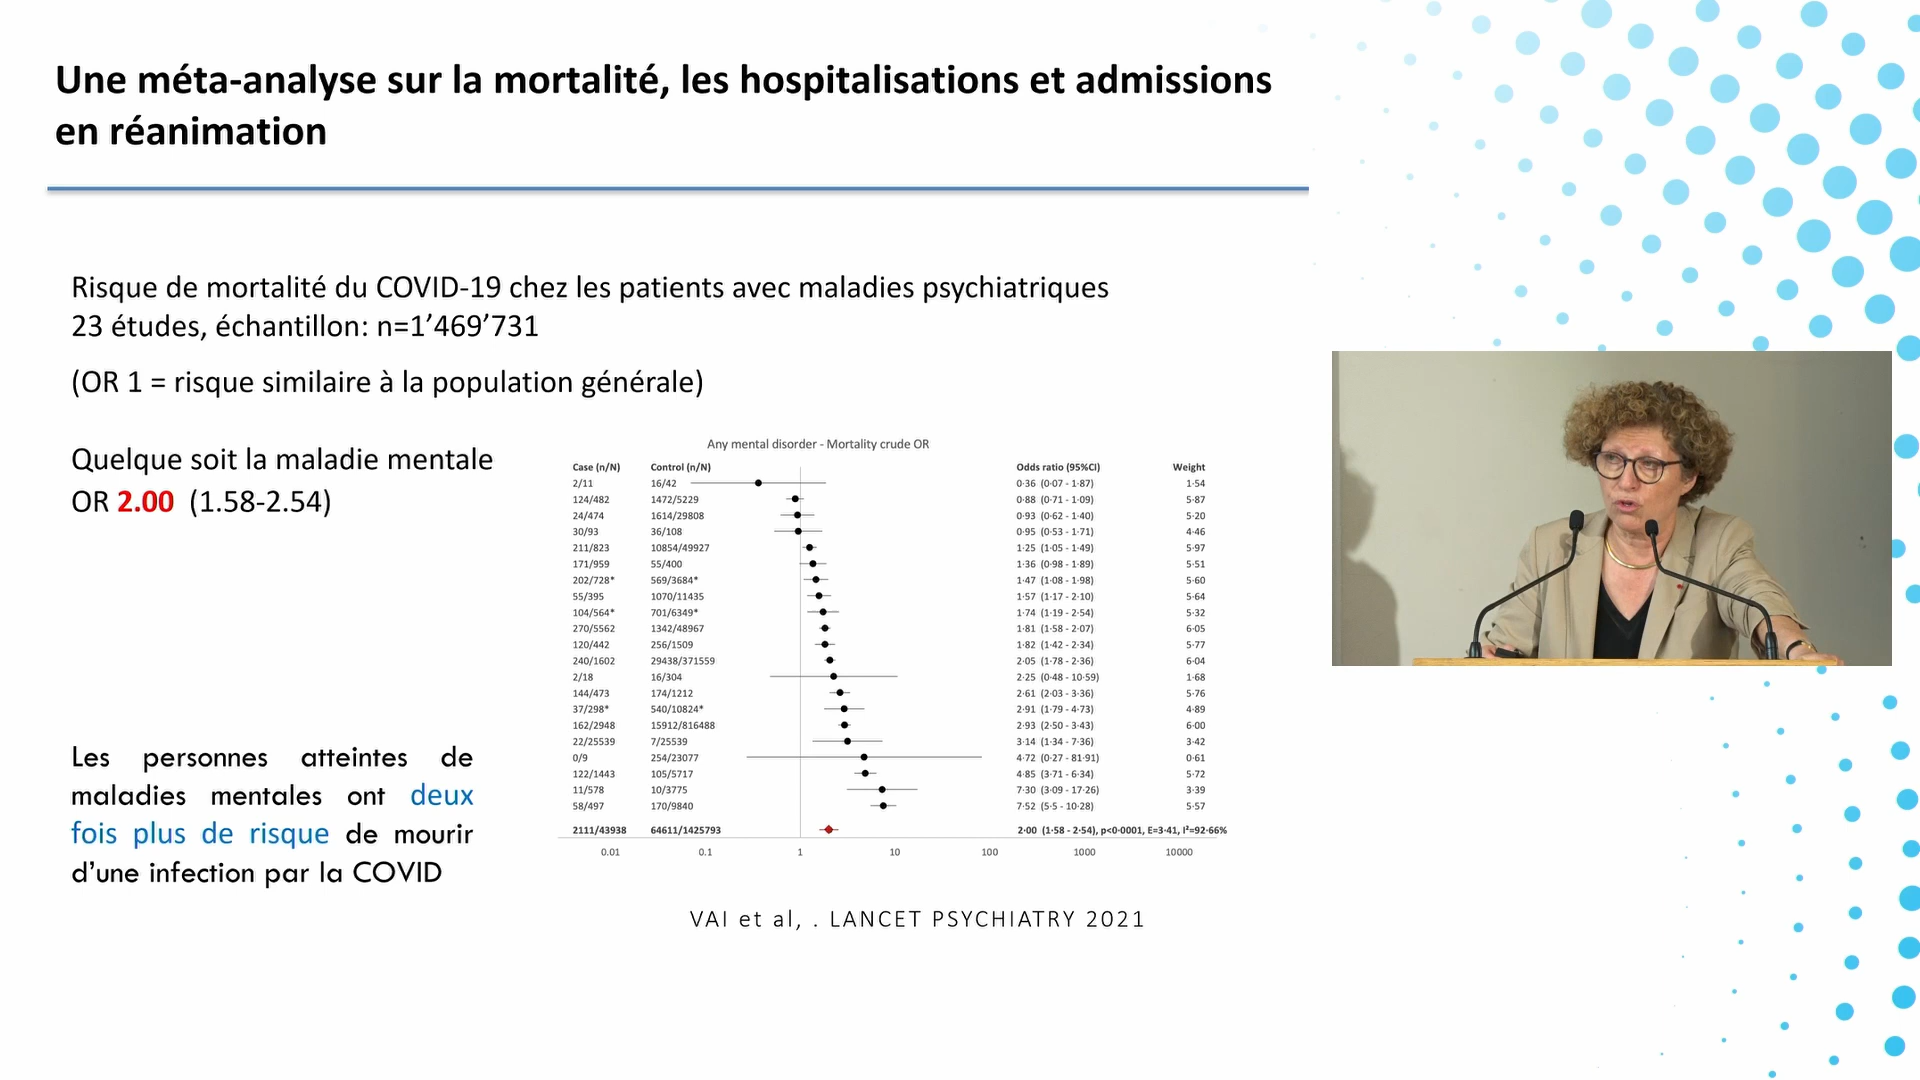 Une méta-analyse sur la mortalité, les hospitalisations et admissions
en réanimation
Risque de mortalité du COVID-19 chez les patients avec maladies psychiatriques
23 études, échantillon: n=1’469’731
(OR 1 = risque similaire à la population générale)
Quelque soit la maladie mentale
OR 2.00 (1.58-2.54)
Les personnes atteintes de
maladies mentales ont deux
fois plus de risque de mourir
d’une infection par la COVID
Any mental disorder - Mortality crude OR
Case (n/N) Control (n/N) Odds ratio (95%CI) Weight
2/11 16/42 0·36 (0·07 - 1·87) 1·54
124/482 1472/5229 0·88 (0·71 - 1·09) 5·87
24/474 1614/29808 0·93 (0·62 - 1·40) 5·20
30/93 36/108 0·95 (0·53 - 1·71) 4·46
211/823 10854/49927 1·25 (1·05 - 1·49) 5·97
171/959 55/400 1·36 (0·98 - 1·89) 5·51
202/728* 569/3684* 1·47 (1·08 - 1·98) 5·60
55/395 1070/11435 1·57 (1·17 - 2·10) 5·64
104/564* 701/6349* 1·74 (1·19 - 2·54) 5·32
270/5562 1342/48967 1·81 (1·58 - 2·07) 6·05
120/442 256/1509 1·82 (1·42 - 2·34) 5·77
240/1602 29438/371559 2·05 (1·78 - 2·36) 6·04
2/18 16/304 2·25 (0·48 - 10·59) 1·68
144/473 174/1212 2·61 (2·03 - 3·36) 5·76
37/298* 540/10824* 2·91 (1·79 - 4·73) 4·89
162/2948 15912/816488 2·93 (2·50 - 3·43) 6·00
22/25539 7/25539 3·14 (1·34 - 7·36) 3·42
0/9 254/23077 4·72 (0·27 - 81·91) 0·61
122/1443 105/5717 4·85 (3·71 - 6·34) 5·72
11/578 10/3775 7·30 (3·09 - 17·26) 3·39
58/497 170/9840 7·52 (5·5 - 10·28) 5·57
2111/43938 64611/1425793 2·00 (1·58 - 2·54), p<0·0001, E=3·41, I²=92·66%
0.01 0.1 1 10 100 1000 10000
VAI et al, . LANCET PSYCHIATRY 2021